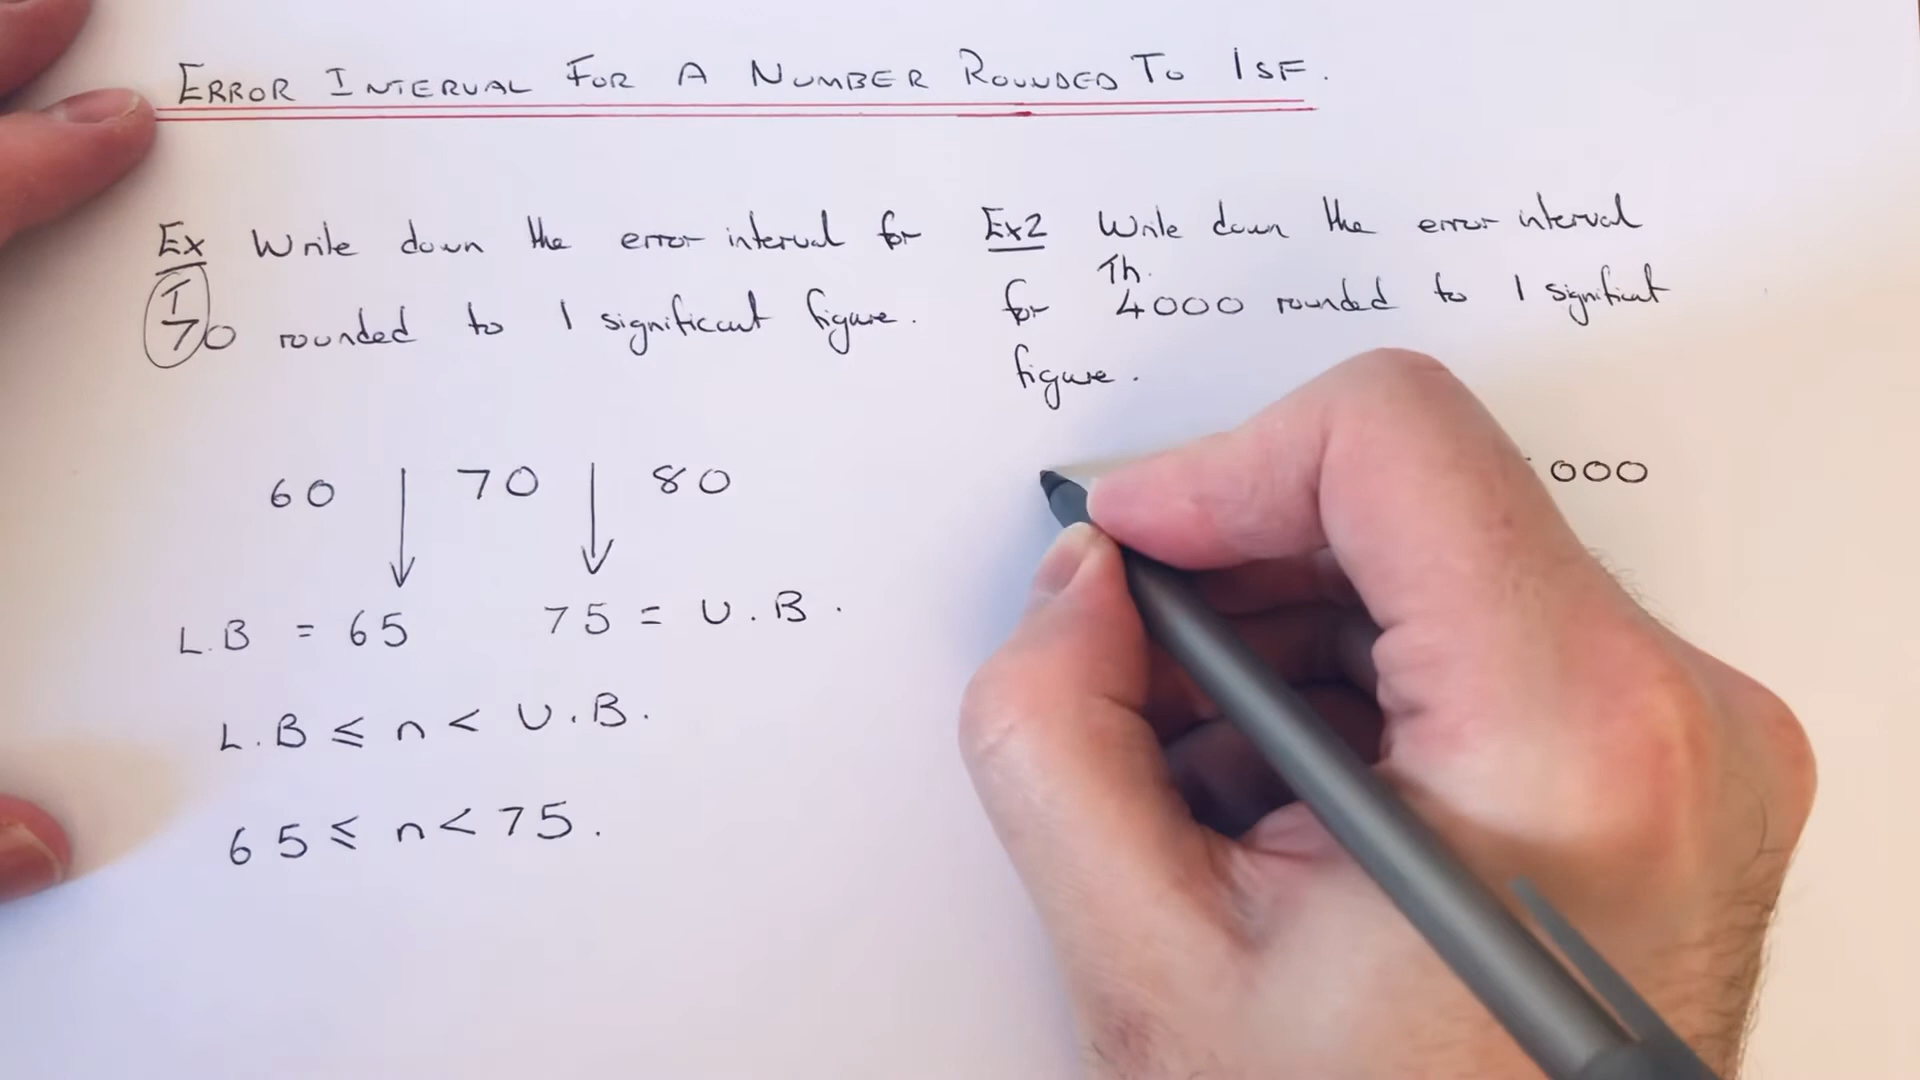 ERROR INTERVAL FOR A NUMBER ROUNDED TO 1SF.
Ex Write down the error interval for
T
70 rounded to 1 significant figure.
60 70 80
L.B = 65 75 = U.B.
L.B ≤ n < U.B.
65 ≤ n < 75.
Ex2 Write down the error interval
Th.
for 4000 rounded to 1 significant
figure.
000